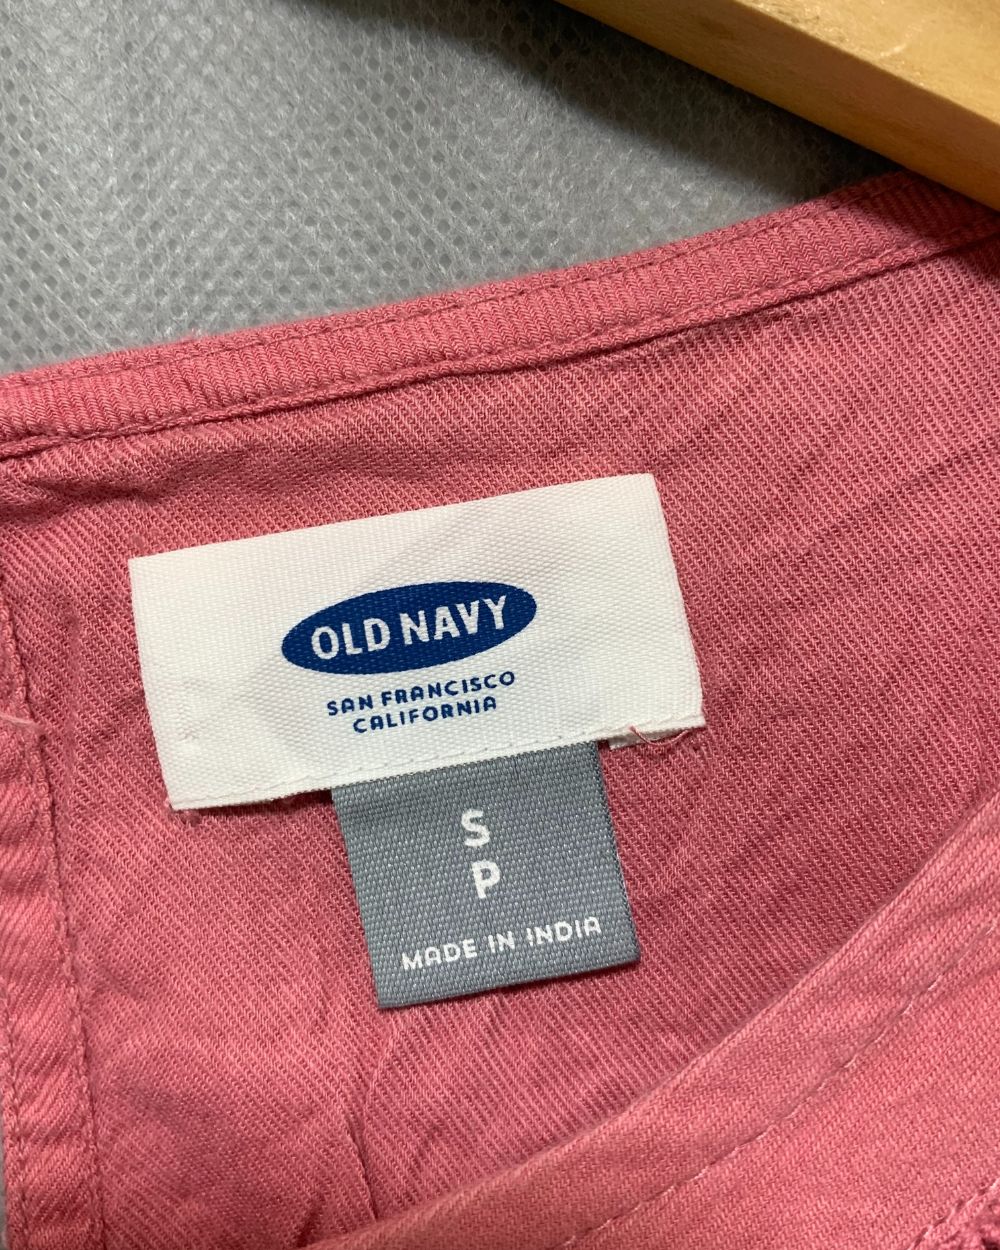 OLD NAVY
SAN FRANCISCO
CALIFORNIA
S
P
MADE IN INDIA